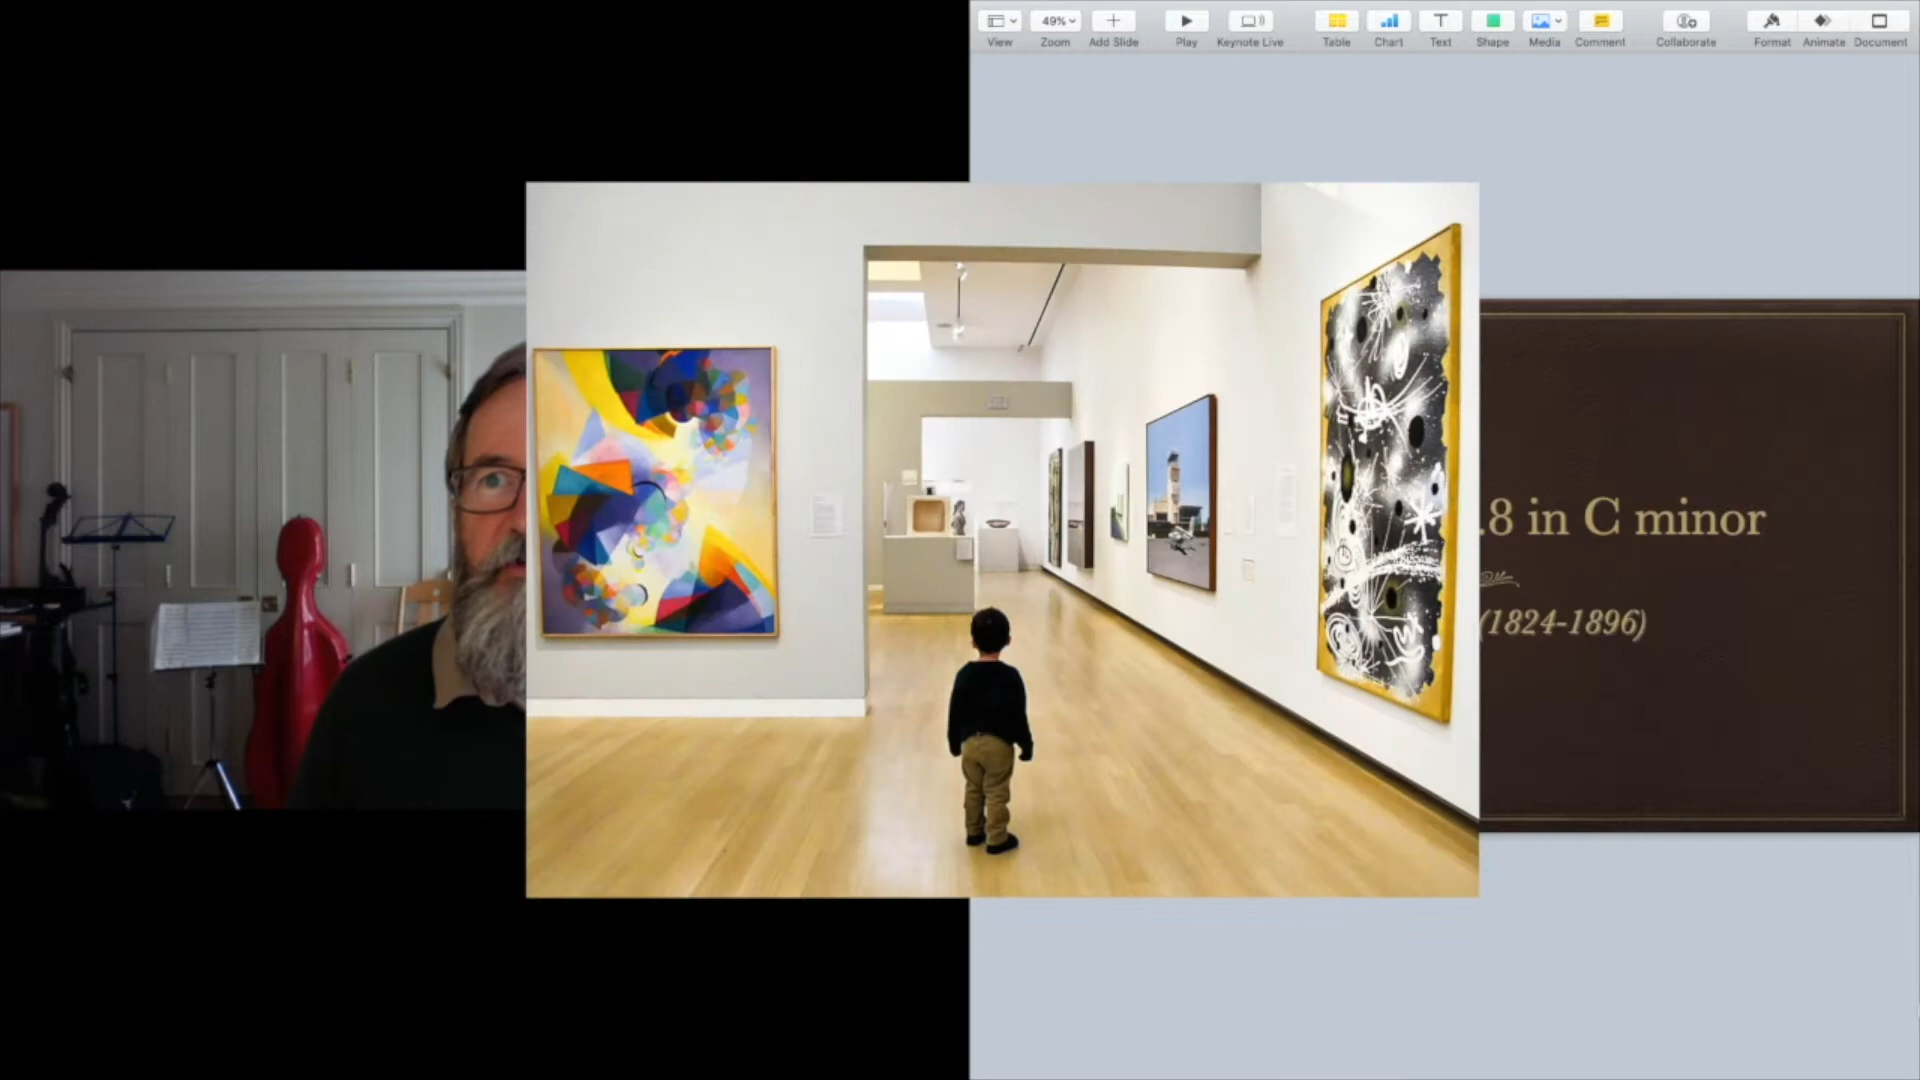 49%
View
Zoom
Add Slide
Play
Keynote Live
Table
Chart
Text
Shape
Media
Comment
Collaborate
Format
Animate
Document
.8 in C minor
(1824-1896)